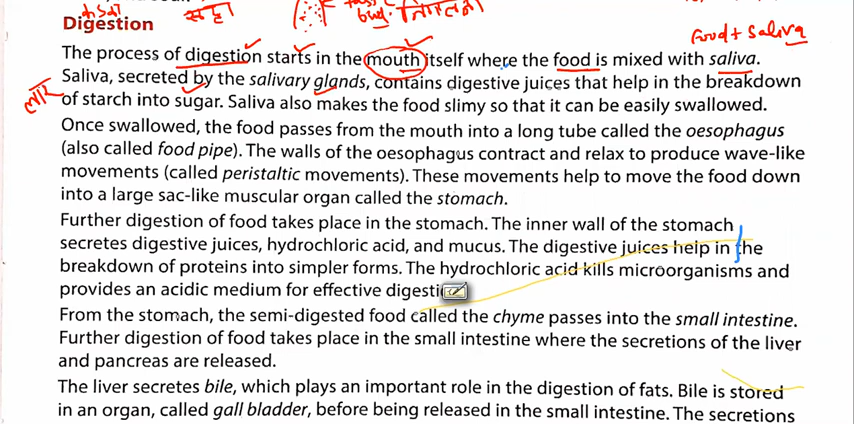 Digestion
food + saliva
The process of digestion starts in the mouth itself where the food is mixed with saliva.
Saliva, secreted by the salivary glands, contains digestive juices that help in the breakdown
लार
of starch into sugar. Saliva also makes the food slimy so that it can be easily swallowed.
Once swallowed, the food passes from the mouth into a long tube called the oesophagus
(also called food pipe). The walls of the oesophagus contract and relax to produce wave-like
movements (called peristaltic movements). These movements help to move the food down
into a large sac-like muscular organ called the stomach.
Further digestion of food takes place in the stomach. The inner wall of the stomach
secretes digestive juices, hydrochloric acid, and mucus. The digestive juices help in the
breakdown of proteins into simpler forms. The hydrochloric acid kills microorganisms and
provides an acidic medium for effective digesti
From the stomach, the semi-digested food called the chyme passes into the small intestine.
Further digestion of food takes place in the small intestine where the secretions of the liver
and pancreas are released.
The liver secretes bile, which plays an important role in the digestion of fats. Bile is stored
in an organ, called gall bladder, before being released in the small intestine. The secretions